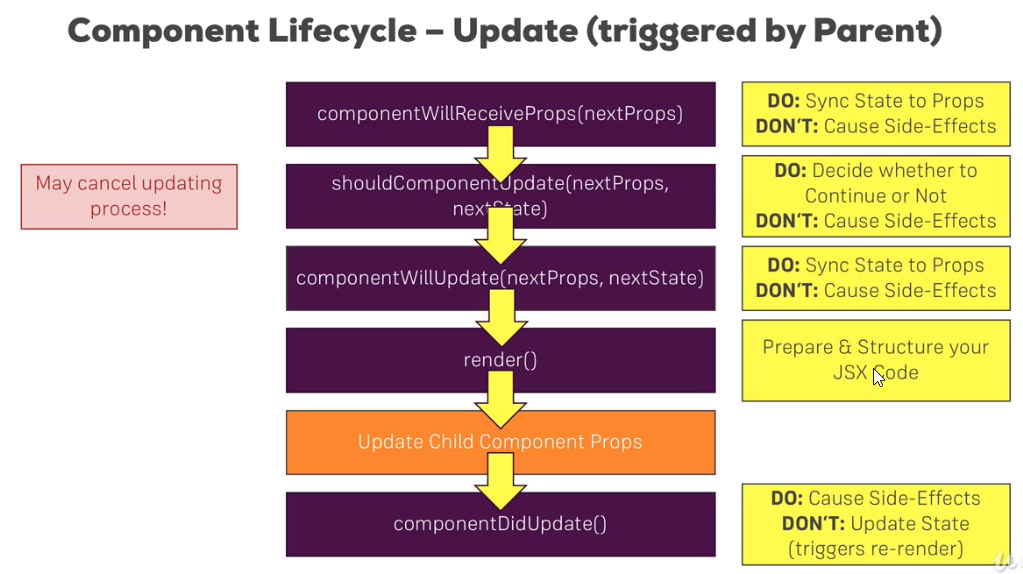 Component Lifecycle – Update (triggered by Parent)
componentWillReceiveProps(nextProps)
DO: Sync State to Props
DON'T: Cause Side-Effects
May cancel updating
process!
shouldComponentUpdate(nextProps,
nextState)
DO: Decide whether to
Continue or Not
DON'T: Cause Side-Effects
componentWillUpdate(nextProps, nextState)
DO: Sync State to Props
DON'T: Cause Side-Effects
render()
Prepare & Structure your
JSX Code
Update Child Component Props
componentDidUpdate()
DO: Cause Side-Effects
DON'T: Update State
(triggers re-render)